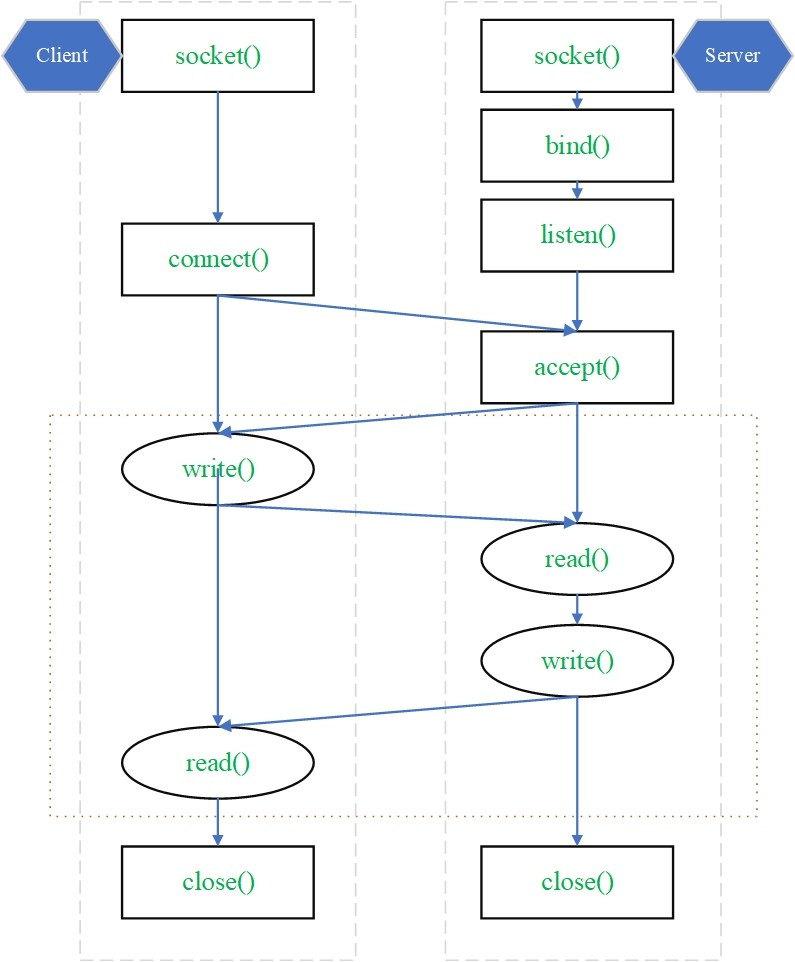 Client
socket()
socket()
Server
bind()
listen()
connect()
accept()
write()
read()
write()
read()
close()
close()